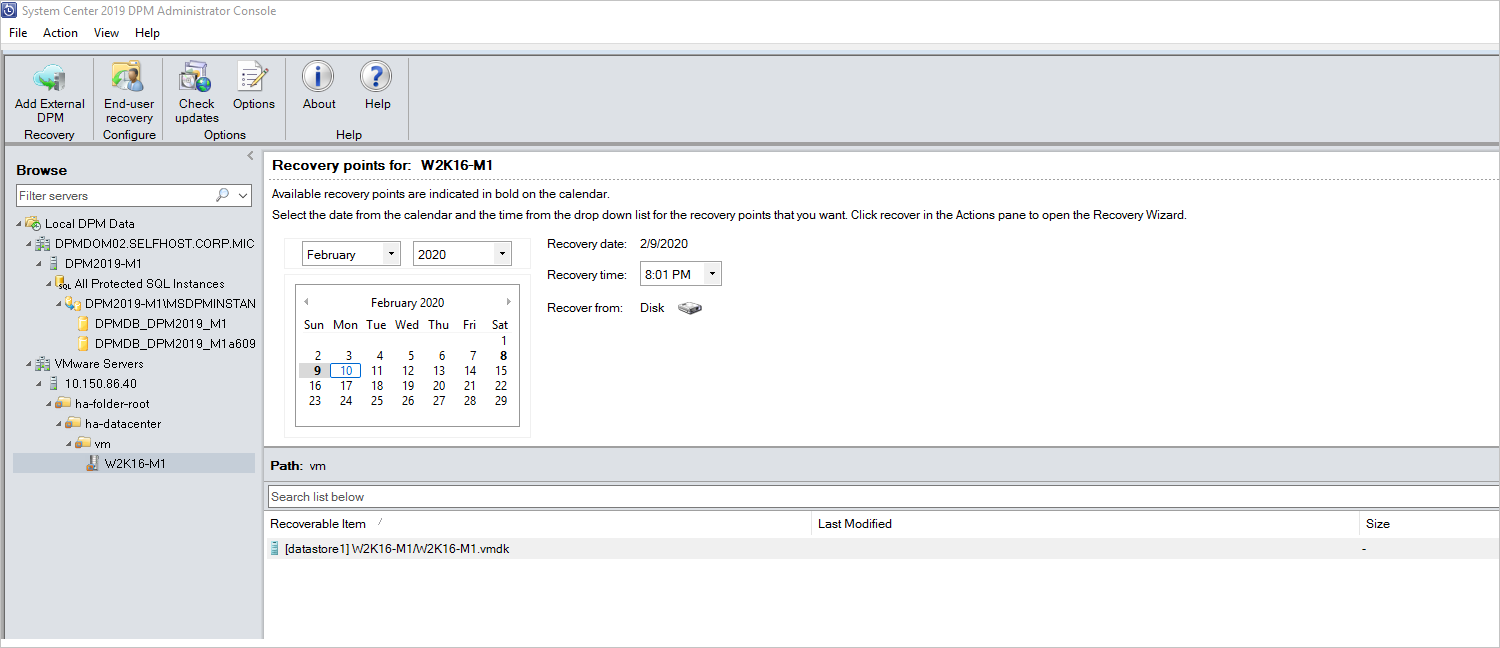 System Center 2019 DPM Administrator Console
File Action View Help
Add External DPM
Recovery
End-user recovery
Configure
Check updates
Options
Options
About
Help
Help
Browse
Filter servers
Local DPM Data
DPMDOM02.SELFHOST.CORP.MIC
DPM2019-M1
All Protected SQL Instances
DPM2019-M1\MSDPMINSTAN
DPMDB_DPM2019_M1
DPMDB_DPM2019_M1a609
VMware Servers
10.150.86.40
ha-folder-root
ha-datacenter
vm
W2K16-M1
Recovery points for: W2K16-M1
Available recovery points are indicated in bold on the calendar.
Select the date from the calendar and the time from the drop down list for the recovery points that you want. Click recover in the Actions pane to open the Recovery Wizard.
February 2020
February 2020
Sun Mon Tue Wed Thu Fri Sat
1
2 3 4 5 6 7 8
9 10 11 12 13 14 15
16 17 18 19 20 21 22
23 24 25 26 27 28 29
Recovery date: 2/9/2020
Recovery time: 8:01 PM
Recover from: Disk
Path: vm
Search list below
Recoverable Item / Last Modified Size
[datastore1] W2K16-M1/W2K16-M1.vmdk -